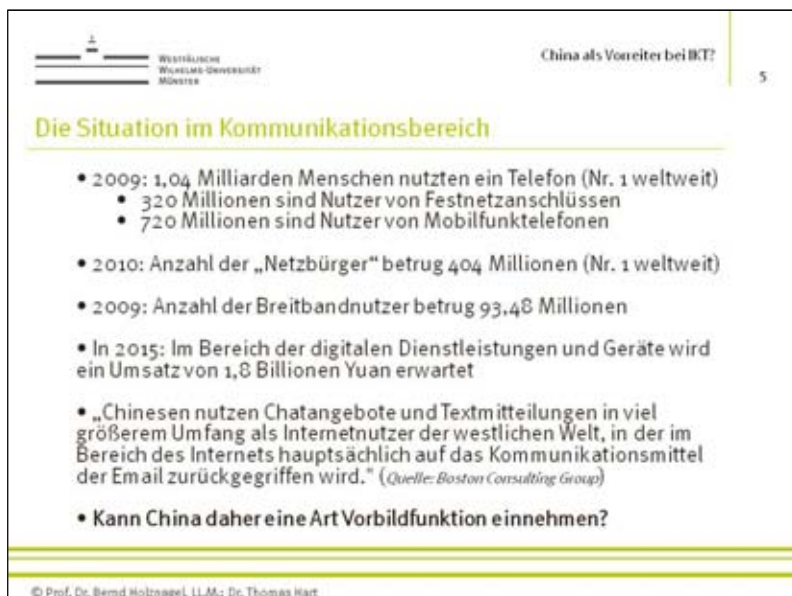 WESTFÄLISCHE
WILHELMS-UNIVERSITÄT
MÜNSTER
China als Vorreiter bei IKT?
5
Die Situation im Kommunikationsbereich
• 2009: 1,04 Milliarden Menschen nutzten ein Telefon (Nr. 1 weltweit)
• 320 Millionen sind Nutzer von Festnetzanschlüssen
• 720 Millionen sind Nutzer von Mobilfunktelefonen
• 2010: Anzahl der „Netzbürger“ betrug 404 Millionen (Nr. 1 weltweit)
• 2009: Anzahl der Breitbandnutzer betrug 93,48 Millionen
• In 2015: Im Bereich der digitalen Dienstleistungen und Geräte wird
ein Umsatz von 1,8 Billionen Yuan erwartet
• „Chinesen nutzen Chatangebote und Textmitteilungen in viel
größerem Umfang als Internetnutzer der westlichen Welt, in der im
Bereich des Internets hauptsächlich auf das Kommunikationsmittel
der Email zurückgegriffen wird." (Quelle: Boston Consulting Group)
• Kann China daher eine Art Vorbildfunktion einnehmen?
© Prof. Dr. Bernd Holznagel, LL.M.; Dr. Thomas Hart